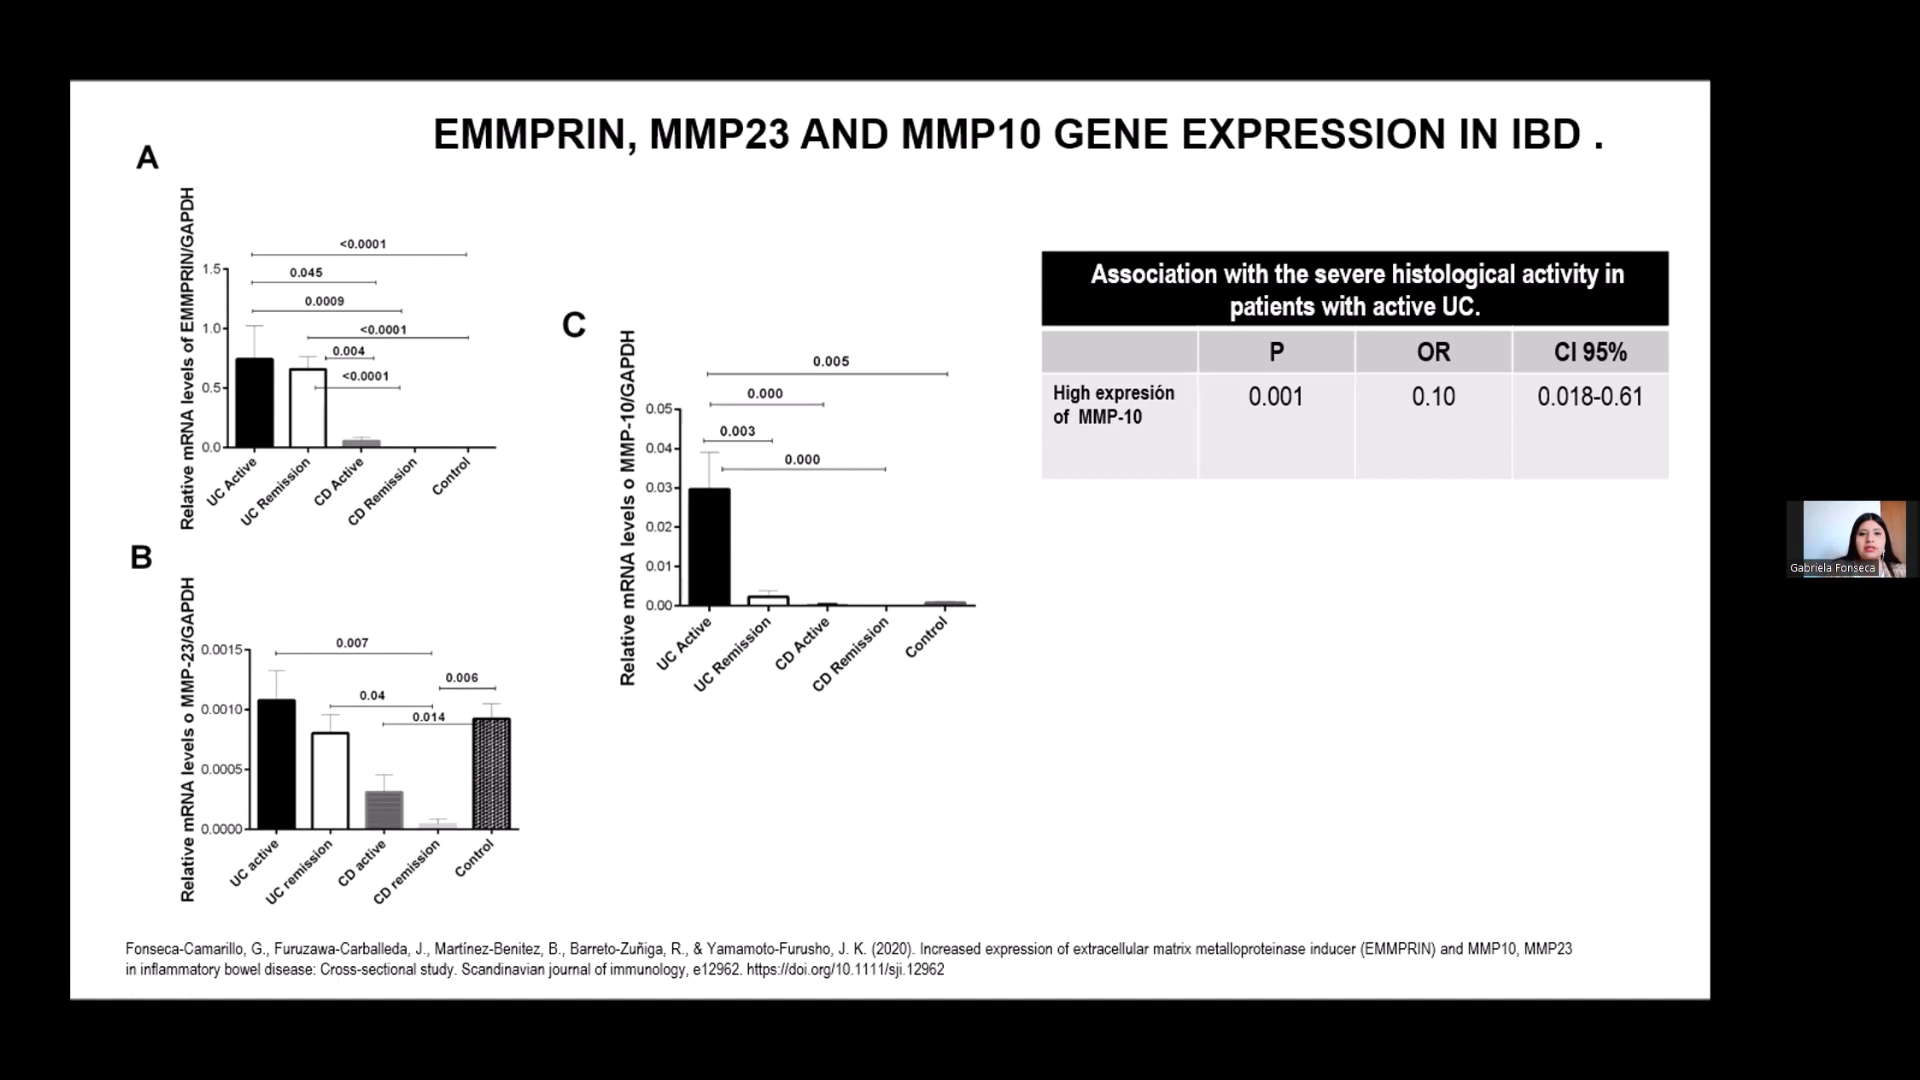 EMMPRIN, MMP23 AND MMP10 GENE EXPRESSION IN IBD .
A
Relative mRNA levels of EMMPRIN/GAPDH
<0.0001
0.045
0.0009
<0.0001
0.004
<0.0001
1.5
1.0
0.5
0.0
UC Active
UC Remission
CD Active
CD Remission
Control
B
Relative mRNA levels o MMP-23/GAPDH
0.007
0.006
0.04
0.014
0.0015
0.0010
0.0005
0.0000
UC active
UC remission
CD active
CD remission
Control
C
Relative mRNA levels o MMP-10/GAPDH
0.005
0.000
0.003
0.000
0.05
0.04
0.03
0.02
0.01
0.00
UC Active
UC Remission
CD Active
CD Remission
Control
Association with the severe histological activity in
patients with active UC.
P OR CI 95%
High expresión
of MMP-10
0.001 0.10 0.018-0.61
Gabriela Fonseca
Fonseca-Camarillo, G., Furuzawa-Carballeda, J., Martínez-Benitez, B., Barreto-Zuñiga, R., & Yamamoto-Furusho, J. K. (2020). Increased expression of extracellular matrix metalloproteinase inducer (EMMPRIN) and MMP10, MMP23
in inflammatory bowel disease: Cross-sectional study. Scandinavian journal of immunology, e12962. https://doi.org/10.1111/sji.12962